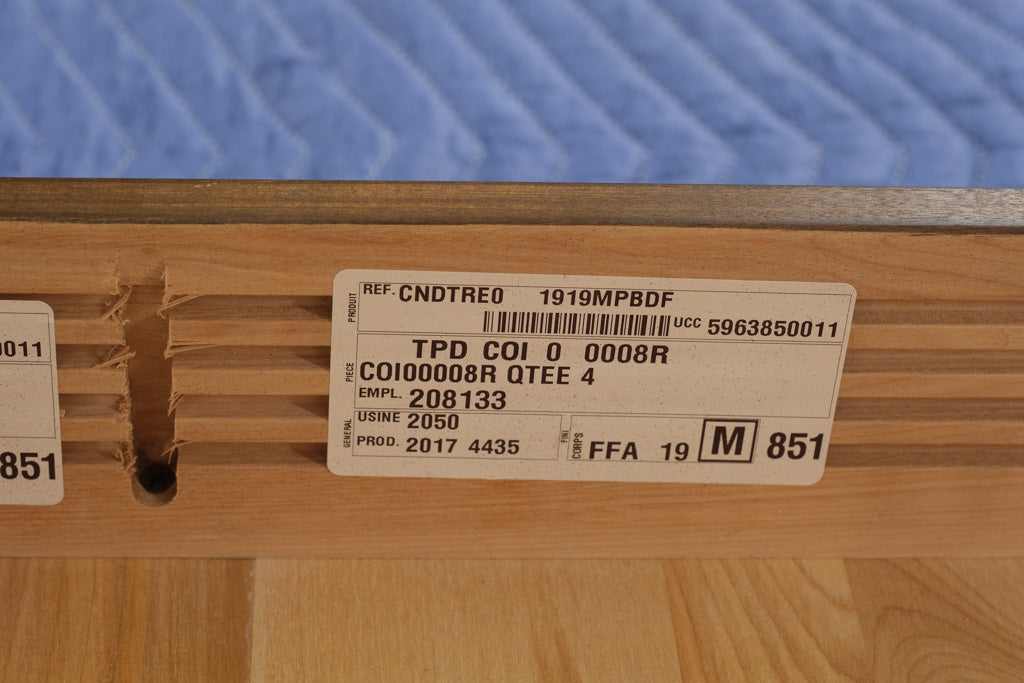 0011
851
PRODUIT
REF. CNDTRE0 1919MPBDF
UCC 5963850011
PIECE
TPD COI 0 0008R
COI00008R QTEE 4
EMPL. 208133
GENERAL
USINE 2050
PROD. 2017 4435
FINI
CORPS
FFA 19 M 851